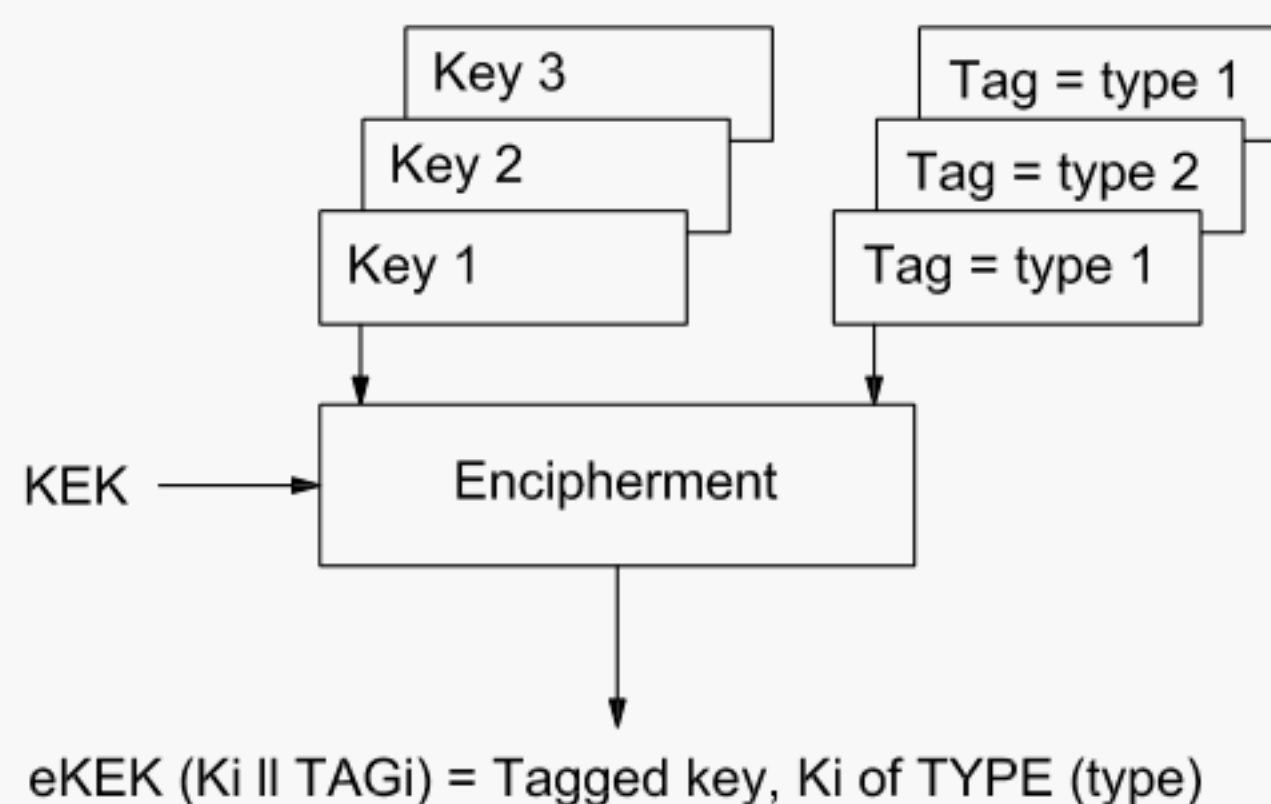 Key 3
Tag = type 1
Key 2
Tag = type 2
Key 1
Tag = type 1
KEK
Encipherment
eKEK (Ki ll TAGi) = Tagged key, Ki of TYPE (type)